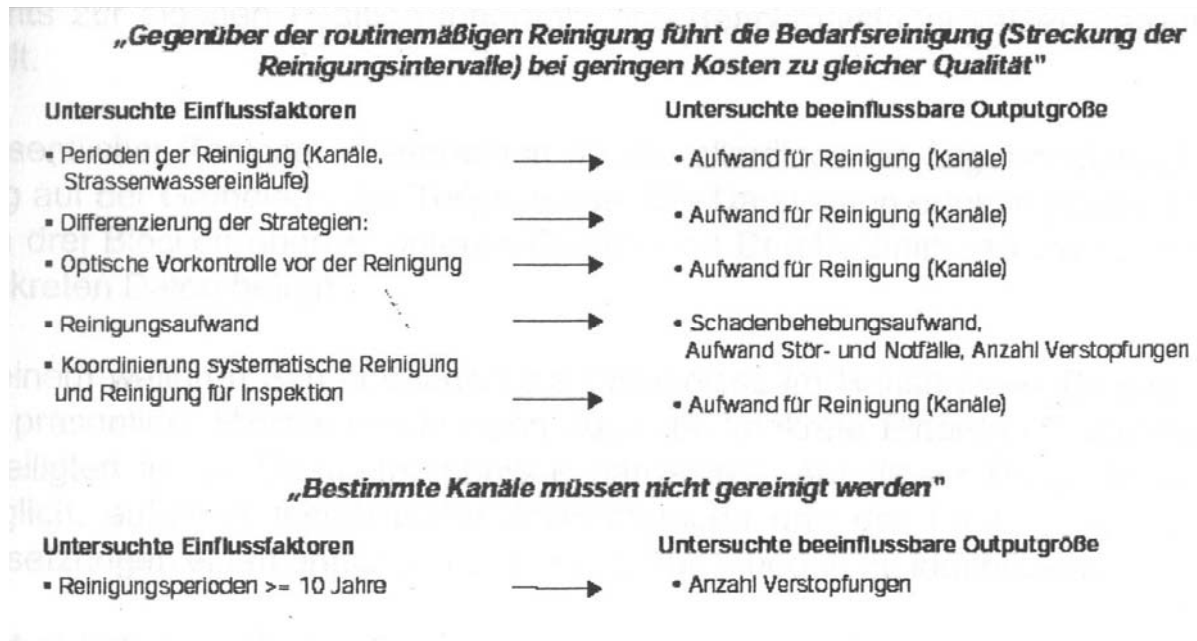 „Gegenüber der routinemäßigen Reinigung führt die Bedarfsreinigung (Streckung der
Reinigungsintervalle) bei geringen Kosten zu gleicher Qualität"
Untersuchte Einflussfaktoren
Untersuchte beeinflussbare Outputgröße
▪ Perioden der Reinigung (Kanäle,
Strassenwassereinläufe)
• Aufwand für Reinigung (Kanäle)
▪ Differenzierung der Strategien:
• Aufwand für Reinigung (Kanäle)
▪ Optische Vorkontrolle vor der Reinigung
• Aufwand für Reinigung (Kanäle)
▪ Reinigungsaufwand
• Schadenbehebungsaufwand,
Aufwand Stör- und Notfälle, Anzahl Verstopfungen
▪ Koordinierung systematische Reinigung
und Reinigung für Inspektion
• Aufwand für Reinigung (Kanäle)
„Bestimmte Kanäle müssen nicht gereinigt werden"
Untersuchte Einflussfaktoren
Untersuchte beeinflussbare Outputgröße
▪ Reinigungsperioden >= 10 Jahre
• Anzahl Verstopfungen